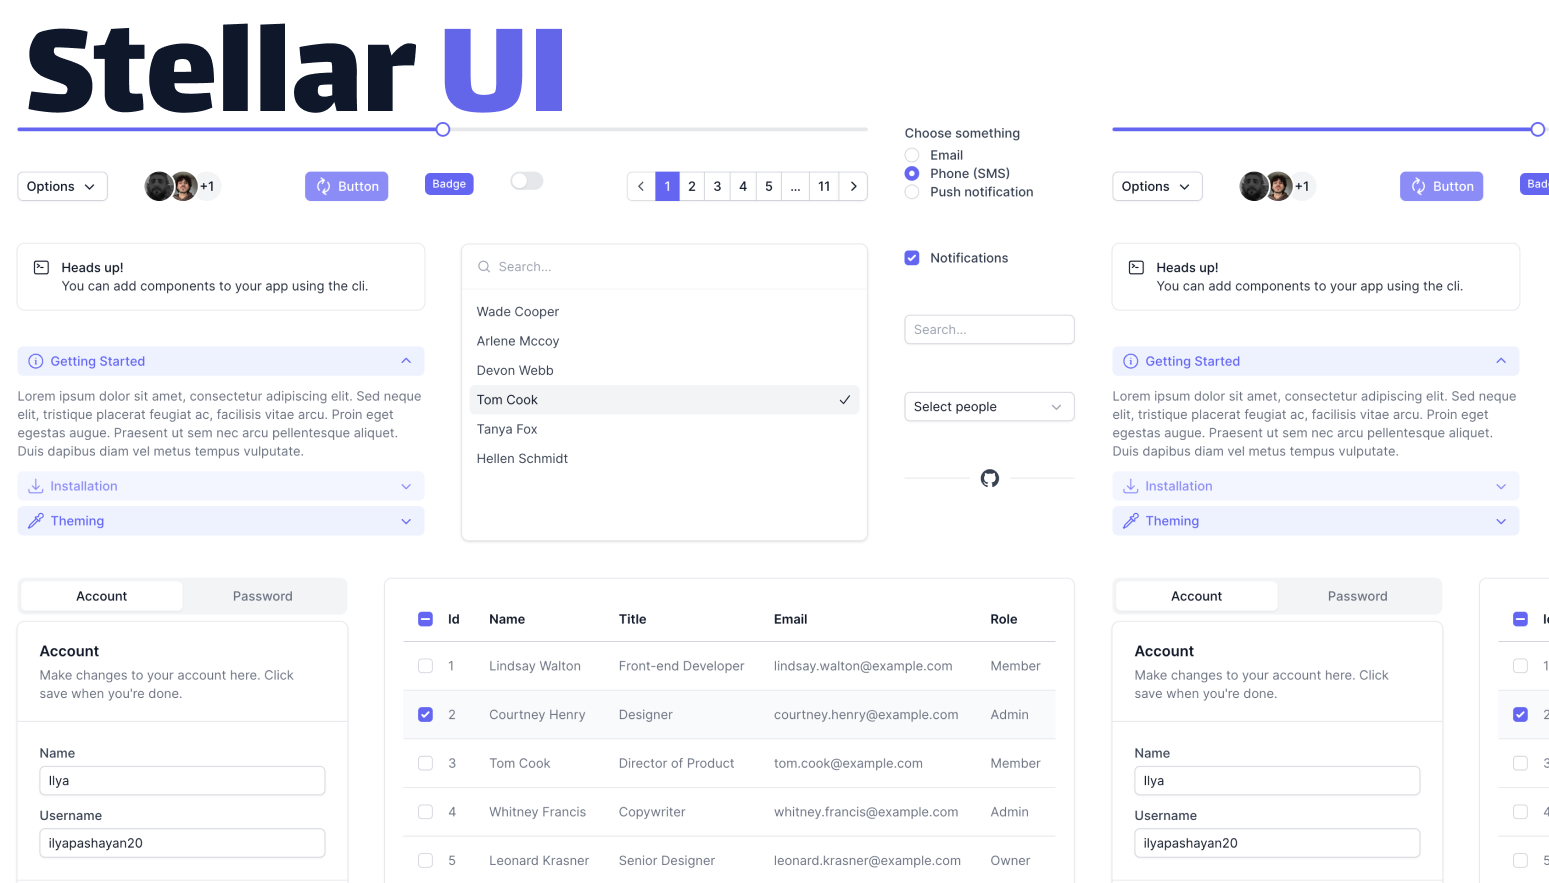 Stellar UI
Options
+1
Button
Badge
1 2 3 4 5 ... 11
Choose something
Email
Phone (SMS)
Push notification
Options
+1
Button
Heads up!
You can add components to your app using the cli.
Search...
Wade Cooper
Arlene Mccoy
Devon Webb
Tom Cook
Tanya Fox
Hellen Schmidt
Notifications
Search...
Select people
Heads up!
You can add components to your app using the cli.
Getting Started
Lorem ipsum dolor sit amet, consectetur adipiscing elit. Sed neque
elit, tristique placerat feugiat ac, facilisis vitae arcu. Proin eget
egestas augue. Praesent ut sem nec arcu pellentesque aliquet.
Duis dapibus diam vel metus tempus vulputate.
Installation
Theming
Getting Started
Lorem ipsum dolor sit amet, consectetur adipiscing elit. Sed neque
elit, tristique placerat feugiat ac, facilisis vitae arcu. Proin eget
egestas augue. Praesent ut sem nec arcu pellentesque aliquet.
Duis dapibus diam vel metus tempus vulputate.
Installation
Theming
Account Password
Account
Make changes to your account here. Click
save when you're done.
Name
Ilya
Username
ilyapashayan20
Id Name Title Email Role
1 Lindsay Walton Front-end Developer lindsay.walton@example.com Member
2 Courtney Henry Designer courtney.henry@example.com Admin
3 Tom Cook Director of Product tom.cook@example.com Member
4 Whitney Francis Copywriter whitney.francis@example.com Admin
5 Leonard Krasner Senior Designer leonard.krasner@example.com Owner
Account Password
Account
Make changes to your account here. Click
save when you're done.
Name
Ilya
Username
ilyapashayan20